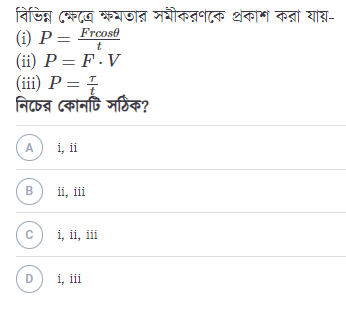 বিভিন্ন ক্ষেত্রে ক্ষমতার সমীকরণকে প্রকাশ করা যায়-
(i) P = Frcosθ/t
(ii) P = F . V
(iii) P = τ/t
নিচের কোনটি সঠিক?
A i, ii
B ii, iii
C i, ii, iii
D i, iii